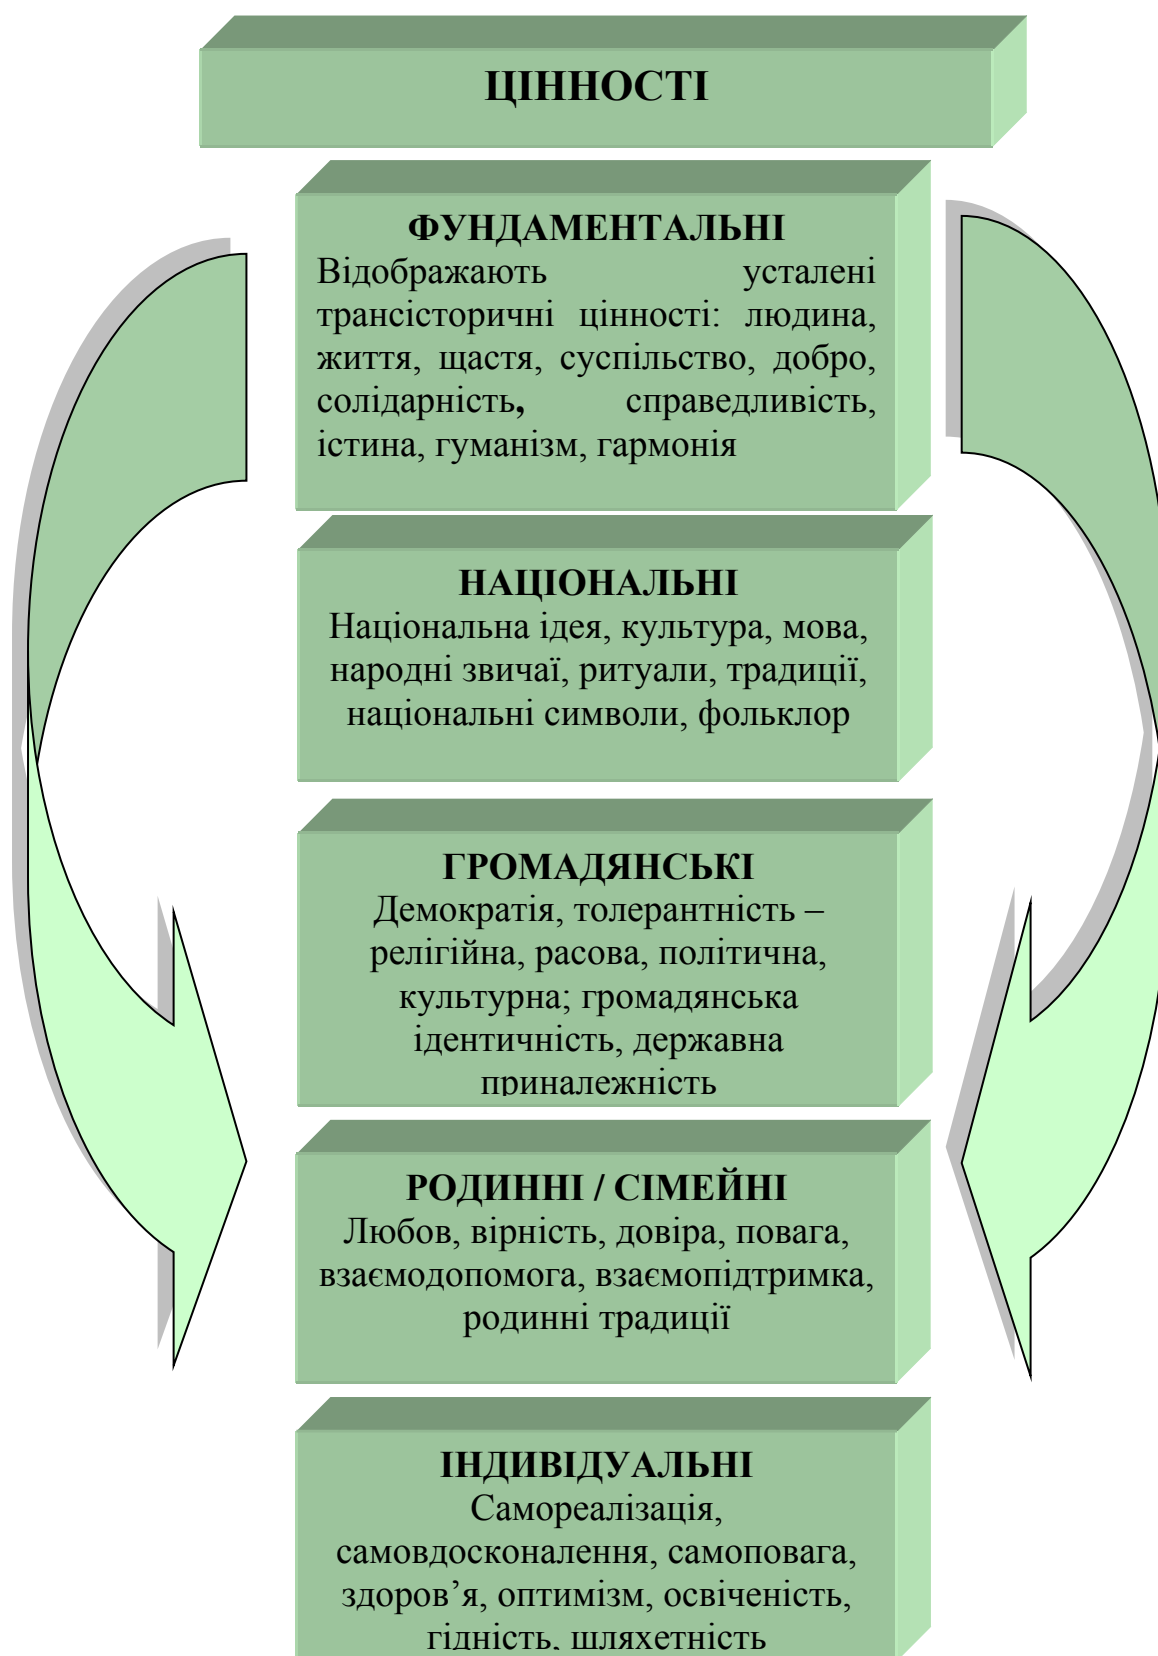 ЦІННОСТІ
ФУНДАМЕНТАЛЬНІ
Відображають усталені
трансісторичні цінності: людина,
життя, щастя, суспільство, добро,
солідарність, справедливість,
істина, гуманізм, гармонія
НАЦІОНАЛЬНІ
Національна ідея, культура, мова,
народні звичаї, ритуали, традиції,
національні символи, фольклор
ГРОМАДЯНСЬКІ
Демократія, толерантність –
релігійна, расова, політична,
культурна; громадянська
ідентичність, державна
приналежність
РОДИННІ / СІМЕЙНІ
Любов, вірність, довіра, повага,
взаємодопомога, взаємопідтримка,
родинні традиції
ІНДИВІДУАЛЬНІ
Самореалізація,
самовдосконалення, самоповага,
здоров’я, оптимізм, освіченість,
гідність, шляхетність